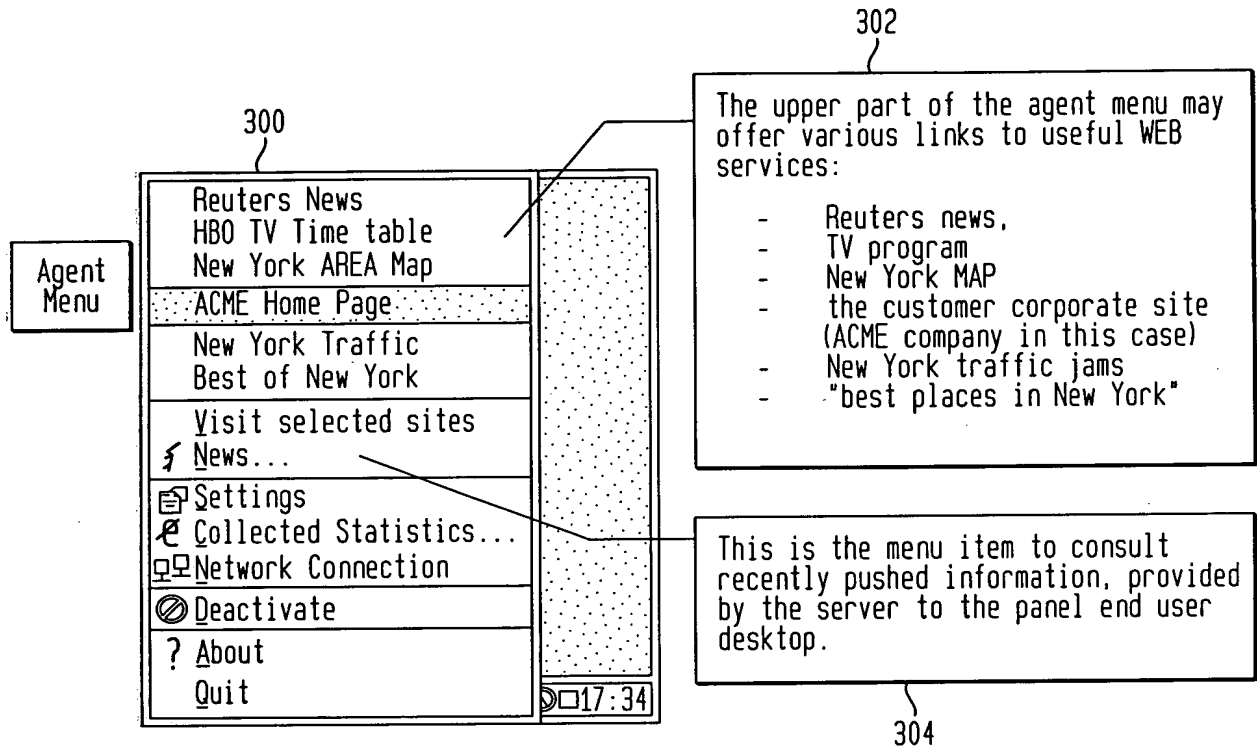 302
The upper part of the agent menu may
offer various links to useful WEB
services:
- Reuters news,
- TV program
- New York MAP
- the customer corporate site
(ACME company in this case)
- New York traffic jams
- "best places in New York"
300
Agent
Menu
Reuters News
HBO TV Time table
New York AREA Map
ACME Home Page
New York Traffic
Best of New York
Visit selected sites
News...
Settings
Collected Statistics...
Network Connection
Deactivate
? About
Quit
17:34
This is the menu item to consult
recently pushed information, provided
by the server to the panel end user
desktop.
304